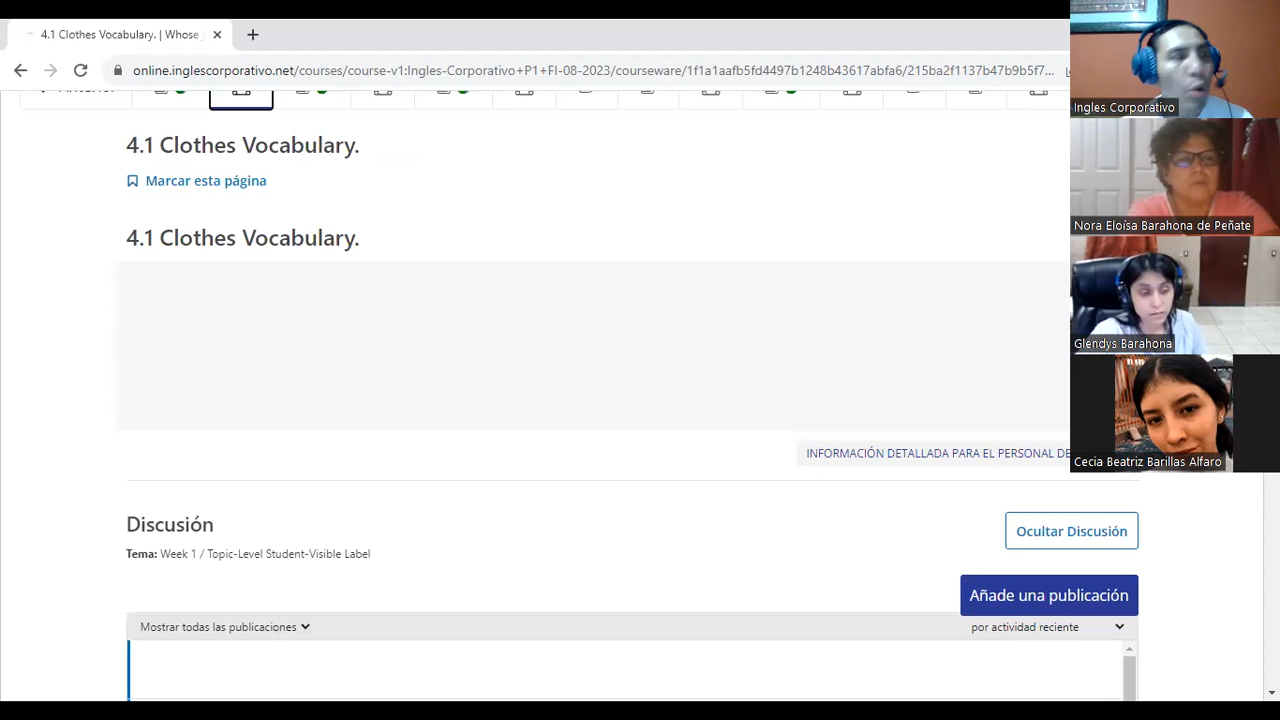 4.1 Clothes Vocabulary. | Whose
online.inglescorporativo.net/courses/course-v1:Ingles-Corporativo+P1+FI-08-2023/courseware/1f1a1aafb5fd4497b1248b43617abfa6/215ba2f1137b47b9b5f7...
4.1 Clothes Vocabulary.
Marcar esta página
4.1 Clothes Vocabulary.
INFORMACIÓN DETALLADA PARA EL PERSONAL DE
Discusión
Ocultar Discusión
Tema: Week 1 / Topic-Level Student-Visible Label
Añade una publicación
Mostrar todas las publicaciones
por actividad reciente
Ingles Corporativo
Nora Eloísa Barahona de Peñate
Glendys Barahona
Cecia Beatriz Barillas Alfaro